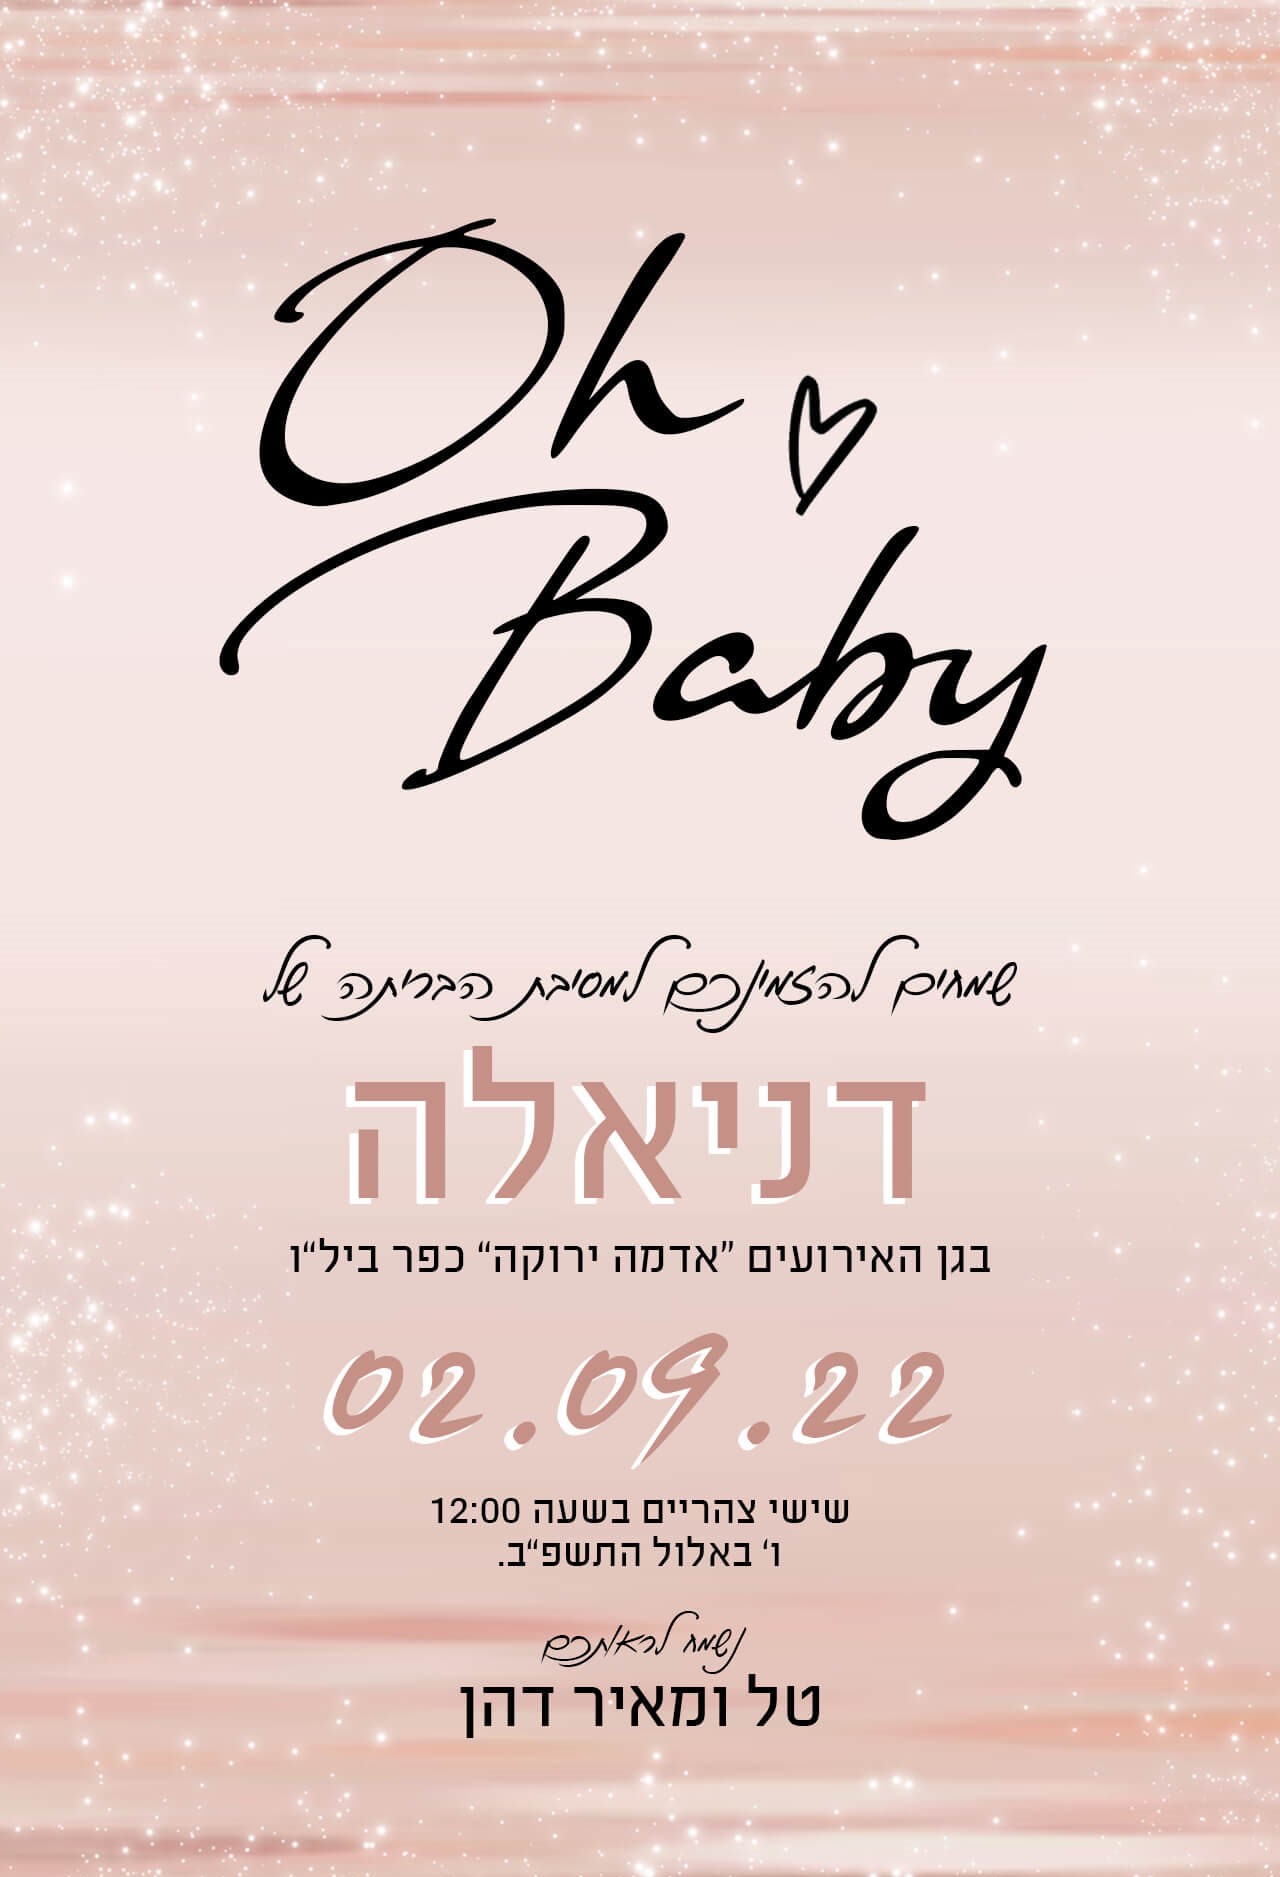 Oh
Baby
שמחים להזמינכם למסיבת הבריתה של
דניאלה
בגן האירועים "אדמה ירוקה" כפר ביל"ו
02.09.22
שישי צהריים בשעה 12:00
ו' באלול התשפ"ב.
נשמח לראותכם
טל ומאיר דהן